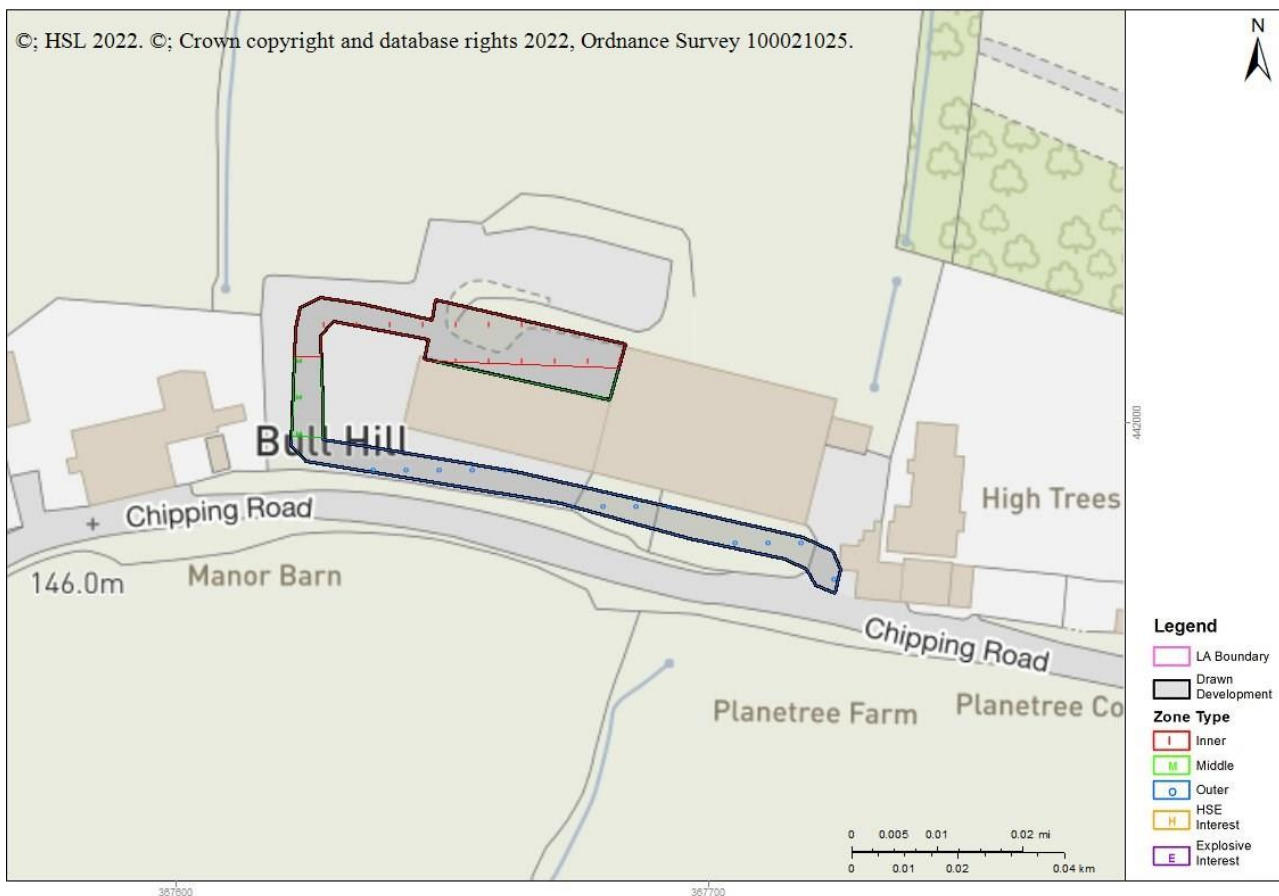 ©; HSL 2022. ©; Crown copyright and database rights 2022, Ordnance Survey 100021025.
N
442000
Bull Hill
High Trees
Chipping Road
146.0m
Manor Barn
Chipping Road
Planetree Farm
Planetree Co
0 0.005 0.01 0.02 mi
0 0.01 0.02 0.04 km
367600
367700
Legend
LA Boundary
Drawn
Development
Zone Type
I Inner
M Middle
O Outer
H HSE
Interest
E Explosive
Interest